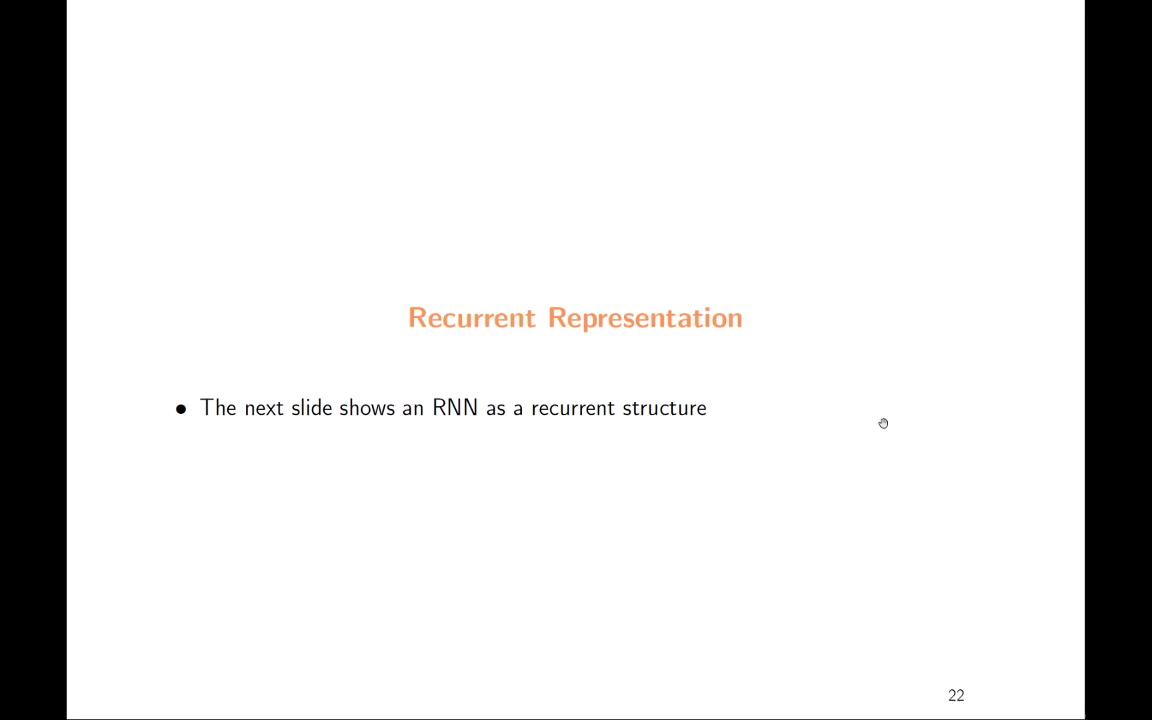 Recurrent Representation
• The next slide shows an RNN as a recurrent structure
22